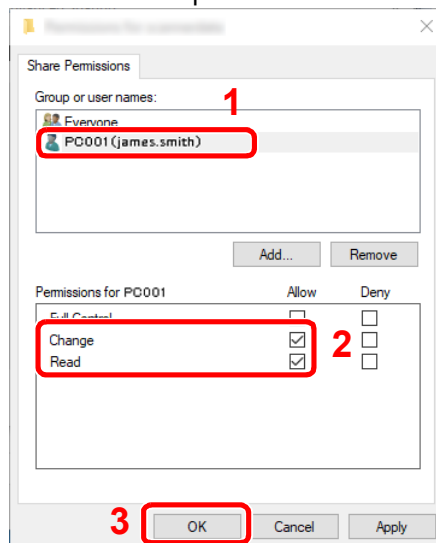 Share Permissions
Group or user names:
1
Everyone
PC001(james.smith)
Add... Remove
Permissions for PC001 Allow Deny
Full Control
Change
2
Read
3
OK Cancel Apply